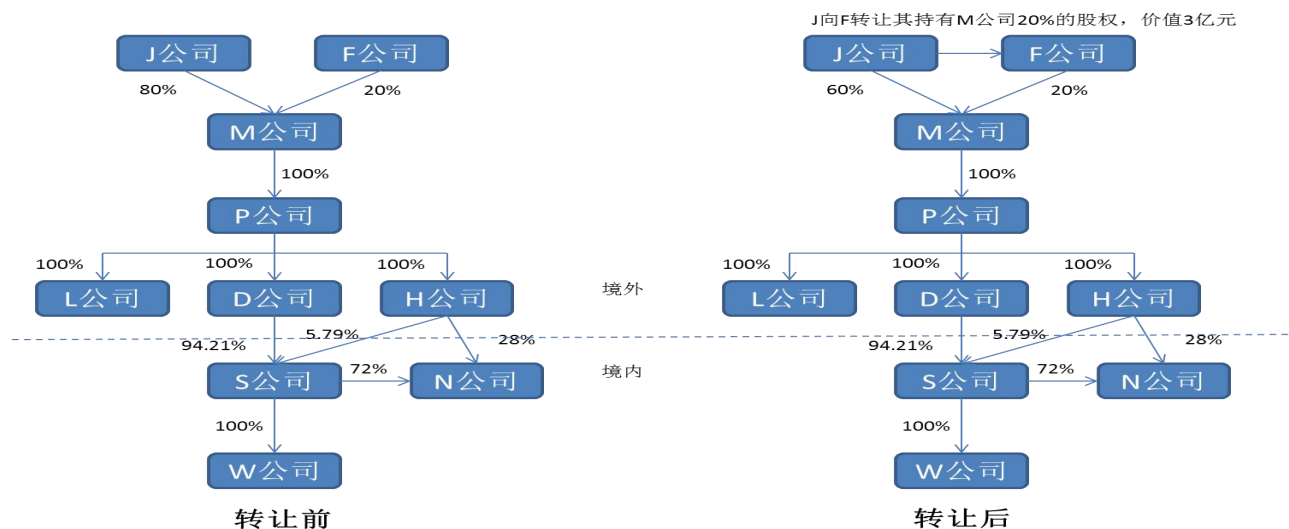 J向F转让其持有M公司20%的股权，价值3亿元
J公司 F公司
80% 20%
M公司
100%
P公司
100% 100% 100%
L公司 D公司 H公司
94.21% 5.79% 28%
S公司 72% N公司
100%
W公司
转让前
境外
境内
J公司 F公司
60% 20%
M公司
100%
P公司
100% 100% 100%
L公司 D公司 H公司
94.21% 5.79% 28%
S公司 72% N公司
100%
W公司
转让后